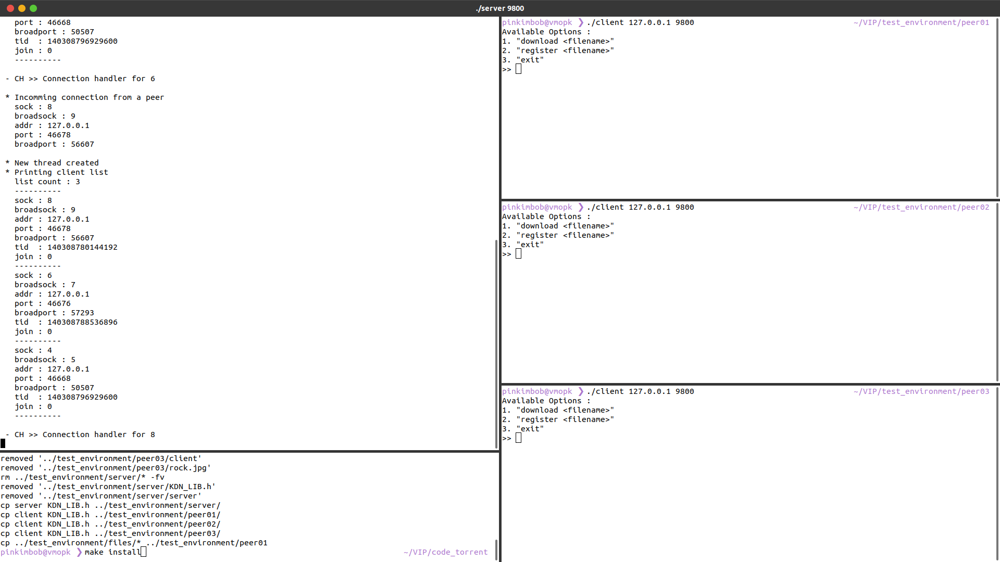 ./server 9800
port : 46668
broadport : 50507
tid  : 140308796929600
join : 0
----------
- CH >> Connection handler for 6
* Incomming connection from a peer
sock : 8
broadsock : 9
addr : 127.0.0.1
port : 46678
broadport : 56607
* New thread created
* Printing client list
list count : 3
----------
sock : 8
broadsock : 9
addr : 127.0.0.1
port : 46678
broadport : 56607
tid  : 140308780144192
join : 0
----------
sock : 6
broadsock : 7
addr : 127.0.0.1
port : 46676
broadport : 57293
tid  : 140308788536896
join : 0
----------
sock : 4
broadsock : 5
addr : 127.0.0.1
port : 46668
broadport : 50507
tid  : 140308796929600
join : 0
----------
- CH >> Connection handler for 8
removed '../test_environment/peer03/client'
removed '../test_environment/peer03/rock.jpg'
rm ../test_environment/server/* -fv
removed '../test_environment/server/KDN_LIB.h'
removed '../test_environment/server/server'
cp server KDN_LIB.h ../test_environment/server/
cp client KDN_LIB.h ../test_environment/peer01/
cp client KDN_LIB.h ../test_environment/peer02/
cp client KDN_LIB.h ../test_environment/peer03/
cp ../test_environment/files/* ../test_environment/peer01
pinkimbob@vmopk ❯ make install ~/VIP/code_torrent
pinkimbob@vmopk ❯ ./client 127.0.0.1 9800 ~/VIP/test_environment/peer01
Available Options :
1. "download <filename>"
2. "register <filename>"
3. "exit"
>>
pinkimbob@vmopk ❯ ./client 127.0.0.1 9800 ~/VIP/test_environment/peer02
Available Options :
1. "download <filename>"
2. "register <filename>"
3. "exit"
>>
pinkimbob@vmopk ❯ ./client 127.0.0.1 9800 ~/VIP/test_environment/peer03
Available Options :
1. "download <filename>"
2. "register <filename>"
3. "exit"
>>